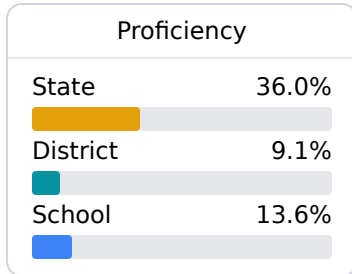 Proficiency
State 36.0%
District 9.1%
School 13.6%